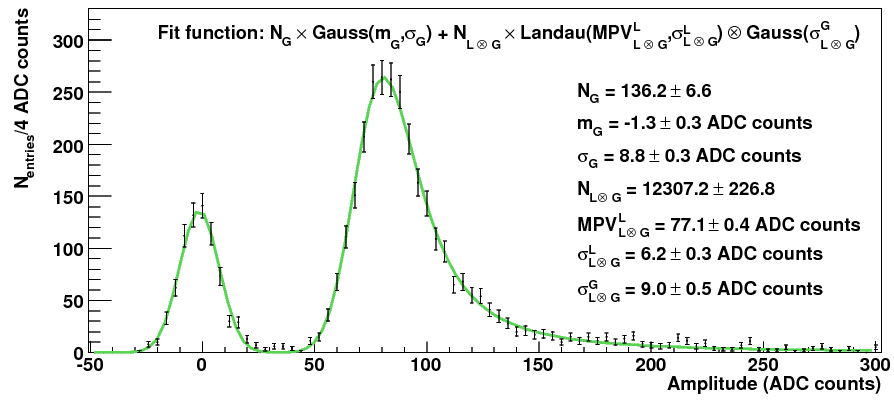 Fit function: N_G × Gauss(m_G,σ_G) + N_L⊗G × Landau(MPV^L_L⊗G,σ^L_L⊗G) ⊗ Gauss(σ^G_L⊗G)
N_G = 136.2 ± 6.6
m_G = -1.3 ± 0.3 ADC counts
σ_G = 8.8 ± 0.3 ADC counts
N_L⊗G = 12307.2 ± 226.8
MPV^L_L⊗G = 77.1 ± 0.4 ADC counts
σ^L_L⊗G = 6.2 ± 0.3 ADC counts
σ^G_L⊗G = 9.0 ± 0.5 ADC counts
N_entries/4 ADC counts
300
250
200
150
100
50
0
-50 0 50 100 150 200 250 300
Amplitude (ADC counts)